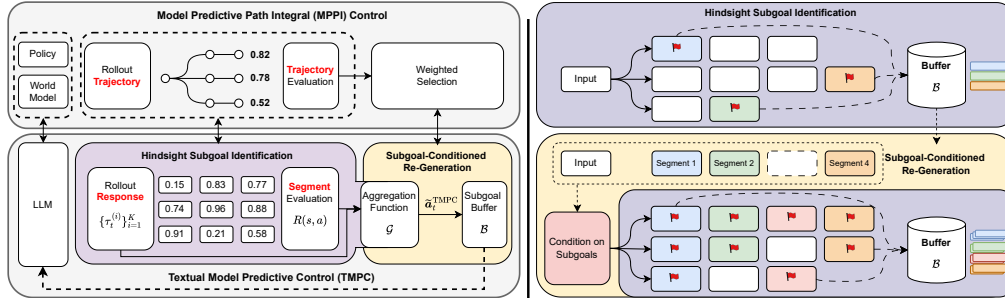 Model Predictive Path Integral (MPPI) Control
Policy
World
Model
Rollout
Trajectory
0.82
0.78
0.52
Trajectory
Evaluation
Weighted
Selection
LLM
Hindsight Subgoal Identification
Rollout
Response
{τ_t^(i)}_{i=1}^K
0.15 0.83 0.77
0.74 0.96 0.88
0.91 0.21 0.58
Segment
Evaluation
R(s, a)
Subgoal-Conditioned
Re-Generation
Aggregation
Function
G
ã_t^TMPC
Subgoal
Buffer
B
Textual Model Predictive Control (TMPC)
Hindsight Subgoal Identification
Input
Buffer
B
Input
Segment 1
Segment 2
Segment 4
Subgoal-Conditioned
Re-Generation
Condition on
Subgoals
Buffer
B